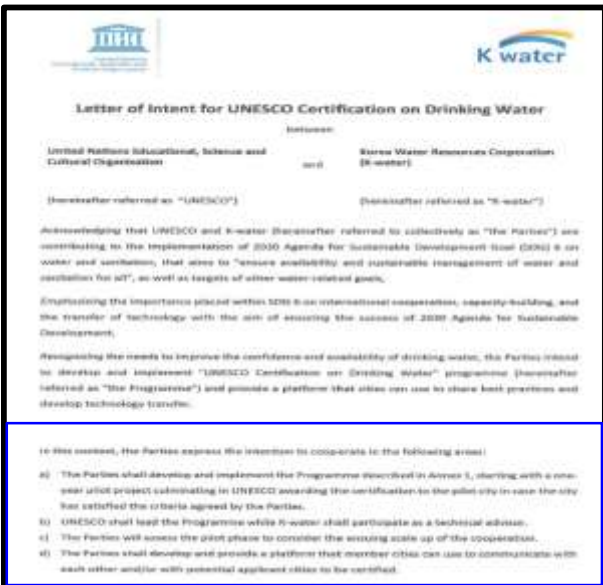 K water
Letter of Intent for UNESCO Certification on Drinking Water
between
United Nations Educational, Science and
Cultural Organization
and
Korea Water Resources Corporation
(K-water)
(hereinafter referred as "UNESCO")
(hereinafter referred as "K-water")
Acknowledging that UNESCO and K-water (hereinafter referred to collectively as "the Parties") are
contributing to the implementation of 2030 Agenda for Sustainable Development Goal (SDG) 6 on
water and sanitation, that aims to "ensure availability and sustainable management of water and
sanitation for all", as well as targets of other water-related goals,
Emphasizing the importance placed within SDG 6 on international cooperation, capacity-building, and
the transfer of technology with the aim of ensuring the success of 2030 Agenda for Sustainable
Development,
Recognizing the needs to improve the confidence and availability of drinking water, the Parties intend
to develop and implement "UNESCO Certification on Drinking Water" programme (hereinafter
referred as "the Programme") and provide a platform that cities can use to share best practices and
develop technology transfer.
In this context, the Parties express the intention to cooperate in the following areas:
a) The Parties shall develop and implement the Programme described in Annex 1, starting with a one-
year pilot project culminating in UNESCO awarding the certification to the pilot city in case the city
has satisfied the criteria agreed by the Parties.
b) UNESCO shall lead the Programme while K-water shall participate as a technical advisor.
c) The Parties will assess the pilot phase to consider the ensuing scale up of the cooperation.
d) The Parties shall develop and provide a platform that member cities can use to communicate with
each other and/or with potential applicant cities to be certified.